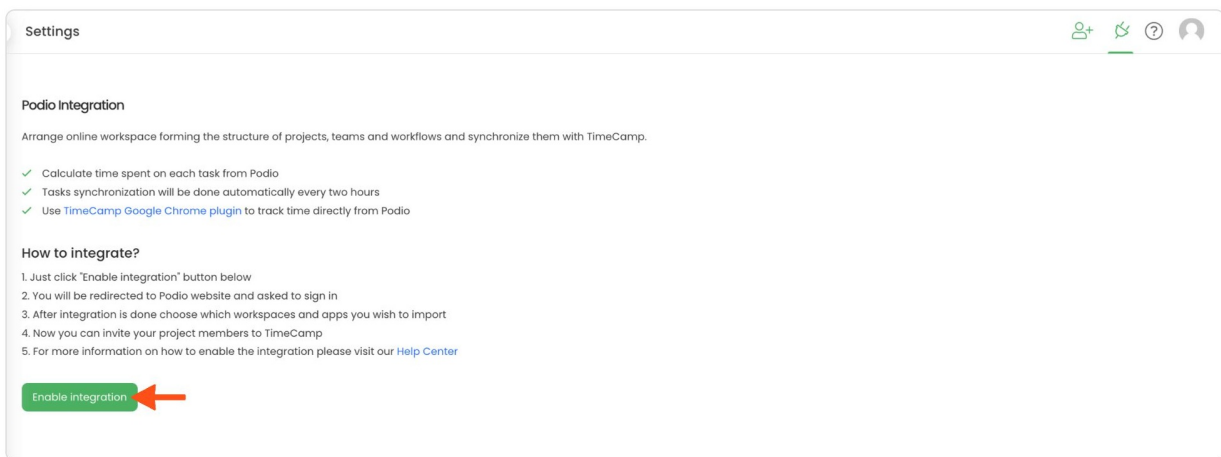 Settings
Podio Integration
Arrange online workspace forming the structure of projects, teams and workflows and synchronize them with TimeCamp.
Calculate time spent on each task from Podio
Tasks synchronization will be done automatically every two hours
Use TimeCamp Google Chrome plugin to track time directly from Podio
How to integrate?
1. Just click "Enable integration" button below
2. You will be redirected to Podio website and asked to sign in
3. After integration is done choose which workspaces and apps you wish to import
4. Now you can invite your project members to TimeCamp
5. For more information on how to enable the integration please visit our Help Center
Enable integration